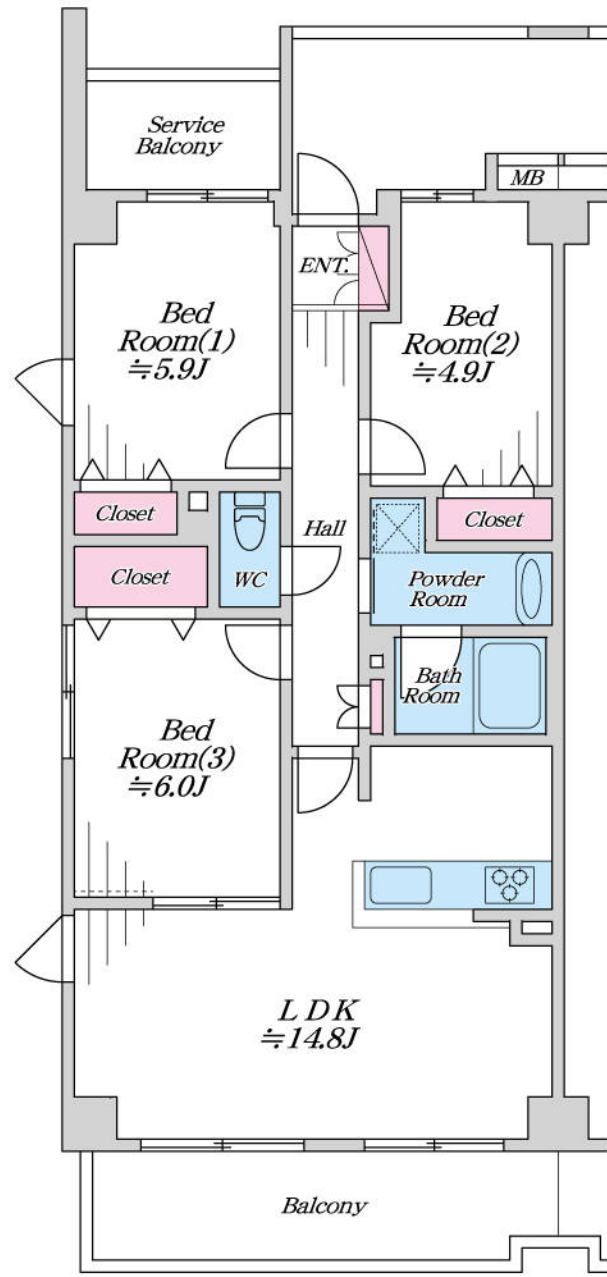 Service
Balcony
MB
ENT.
Bed
Room(1)
≒5.9J
Bed
Room(2)
≒4.9J
Closet
Closet
Hall
Closet
WC
Powder
Room
Bath
Room
Bed
Room(3)
≒6.0J
LDK
≒14.8J
Balcony